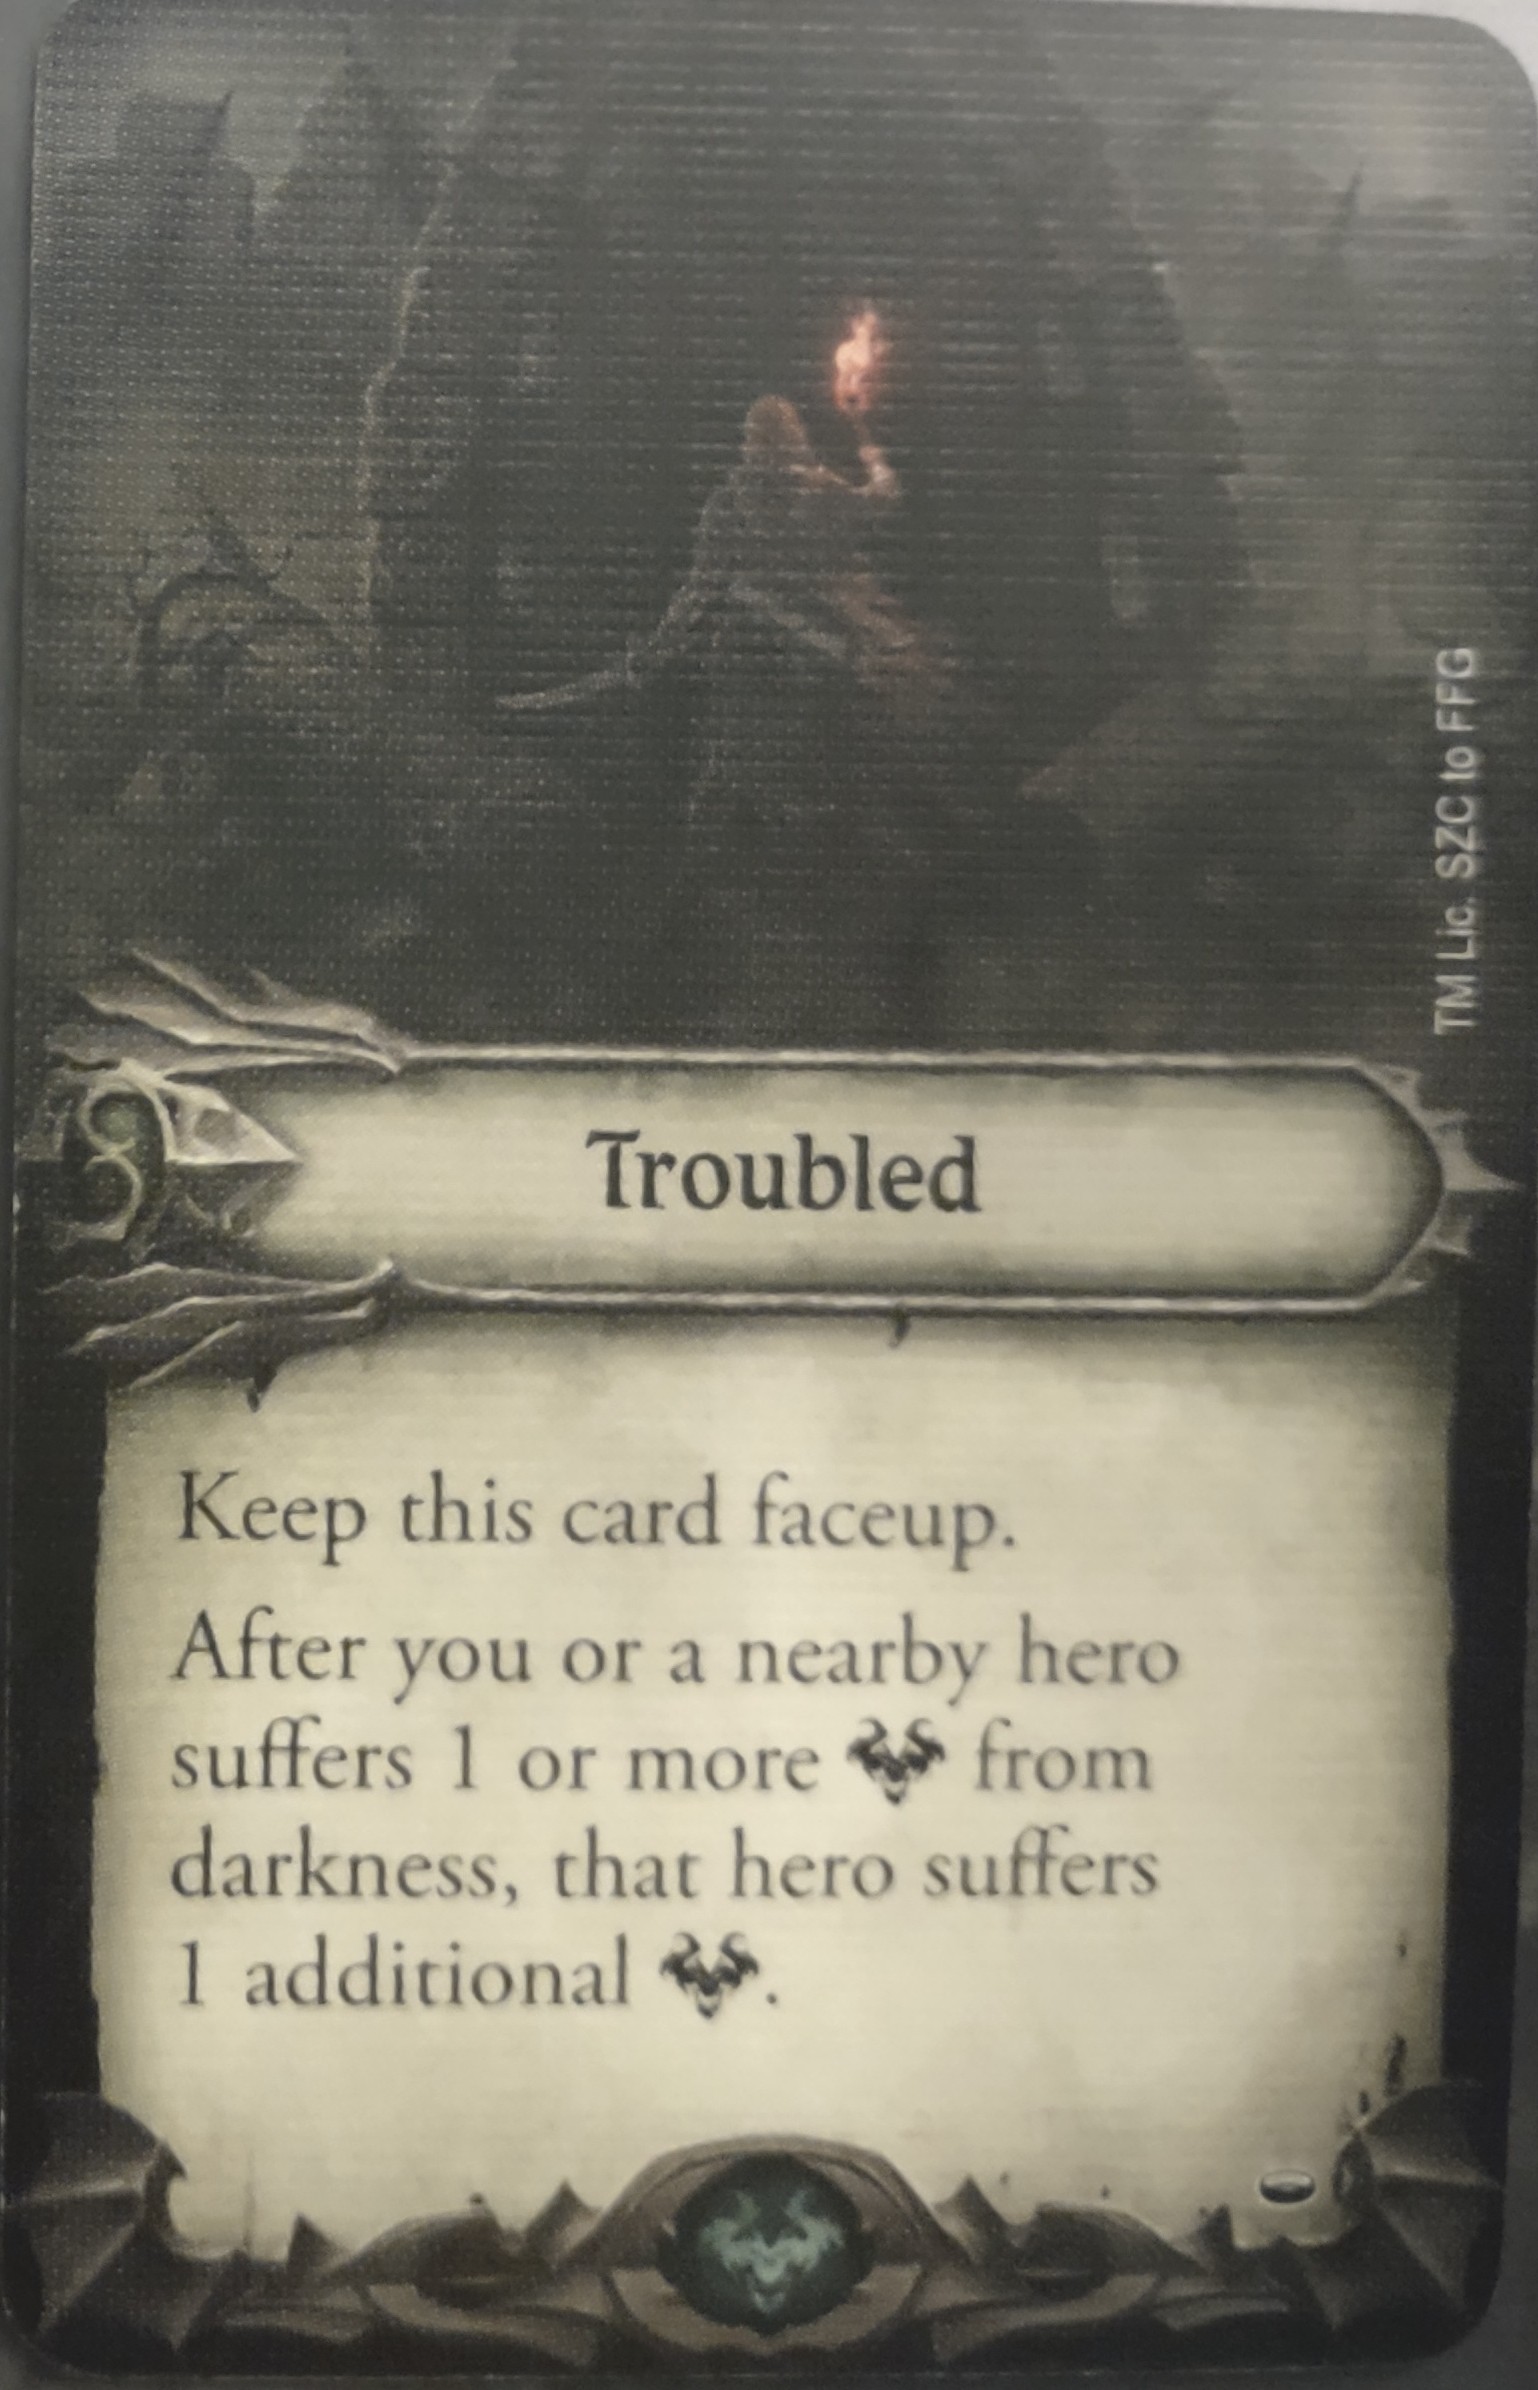 TM Lic. SZC to FFG
Troubled
Keep this card faceup.
After you or a nearby hero
suffers 1 or more from
darkness, that hero suffers
1 additional .